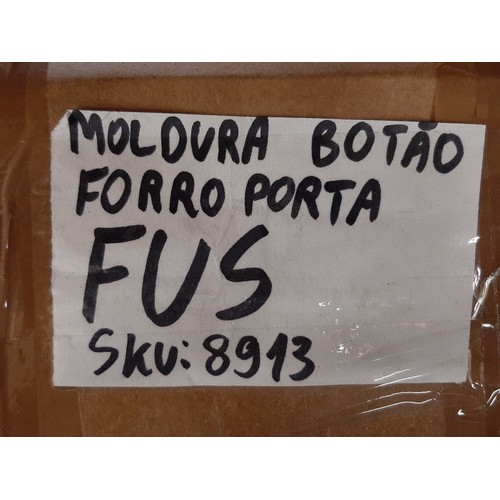 MOLDURA BOTÃO
FORRO PORTA
FUS
SKU: 8913